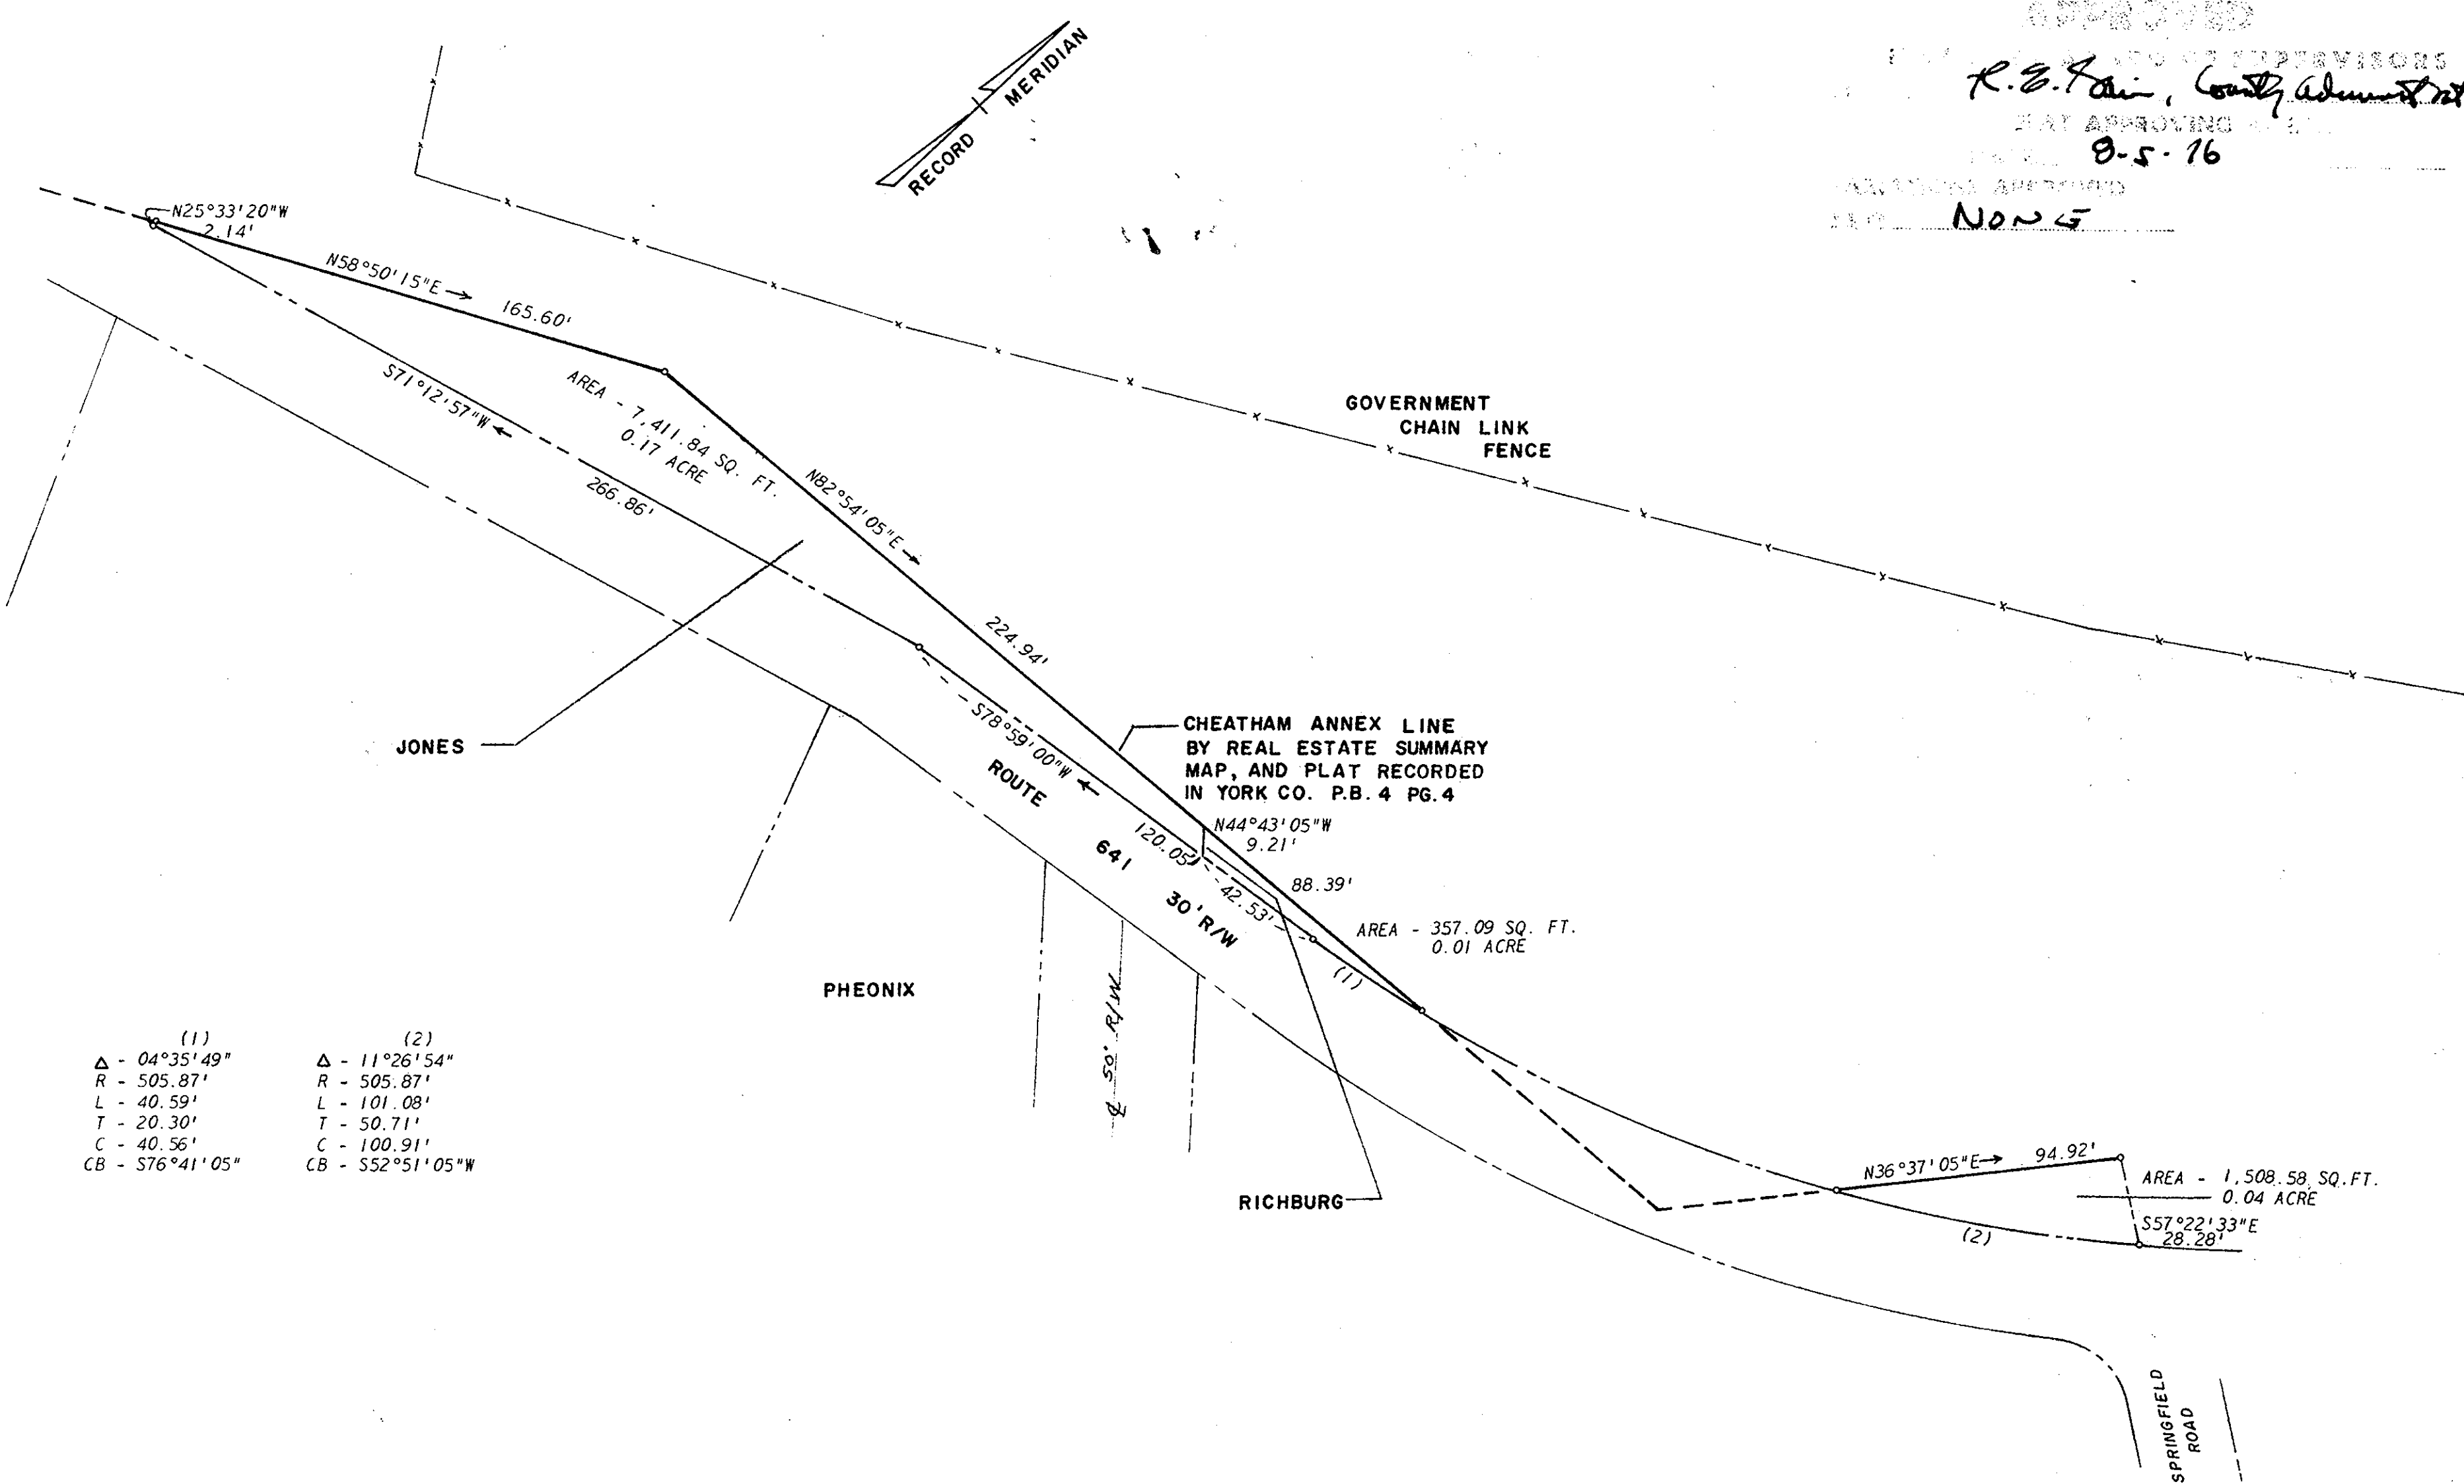 MERIDIAN
RECORD
SUPERVISORS
8-5-76
NONE
N25°33'20"W
2.14'
N58°50'15"E
165.60'
S71°12'57"W
266.86'
AREA - 7,411.84 SQ. FT.
0.17 ACRE
N82°54'05"E
224.94'
GOVERNMENT
CHAIN LINK
FENCE
JONES
S78°59'00"W
120.05'
CHEATHAM ANNEX LINE
BY REAL ESTATE SUMMARY
MAP, AND PLAT RECORDED
IN YORK CO. P.B. 4 PG. 4
N44°43'05"W
9.21'
88.39'
42.53'
ROUTE 641 30' R/W
AREA - 357.09 SQ. FT.
0.01 ACRE
(1)
PHEONIX
℄ 50' R/W
RICHBURG
N36°37'05"E 94.92'
AREA - 1,508.58 SQ.FT.
0.04 ACRE
S57°22'33"E
28.28'
(2)
SPRINGFIELD
ROAD
(1)
Δ - 04°35'49"
R - 505.87'
L - 40.59'
T - 20.30'
C - 40.56'
CB - S76°41'05"
(2)
Δ - 11°26'54"
R - 505.87'
L - 101.08'
T - 50.71'
C - 100.91'
CB - S52°51'05"W